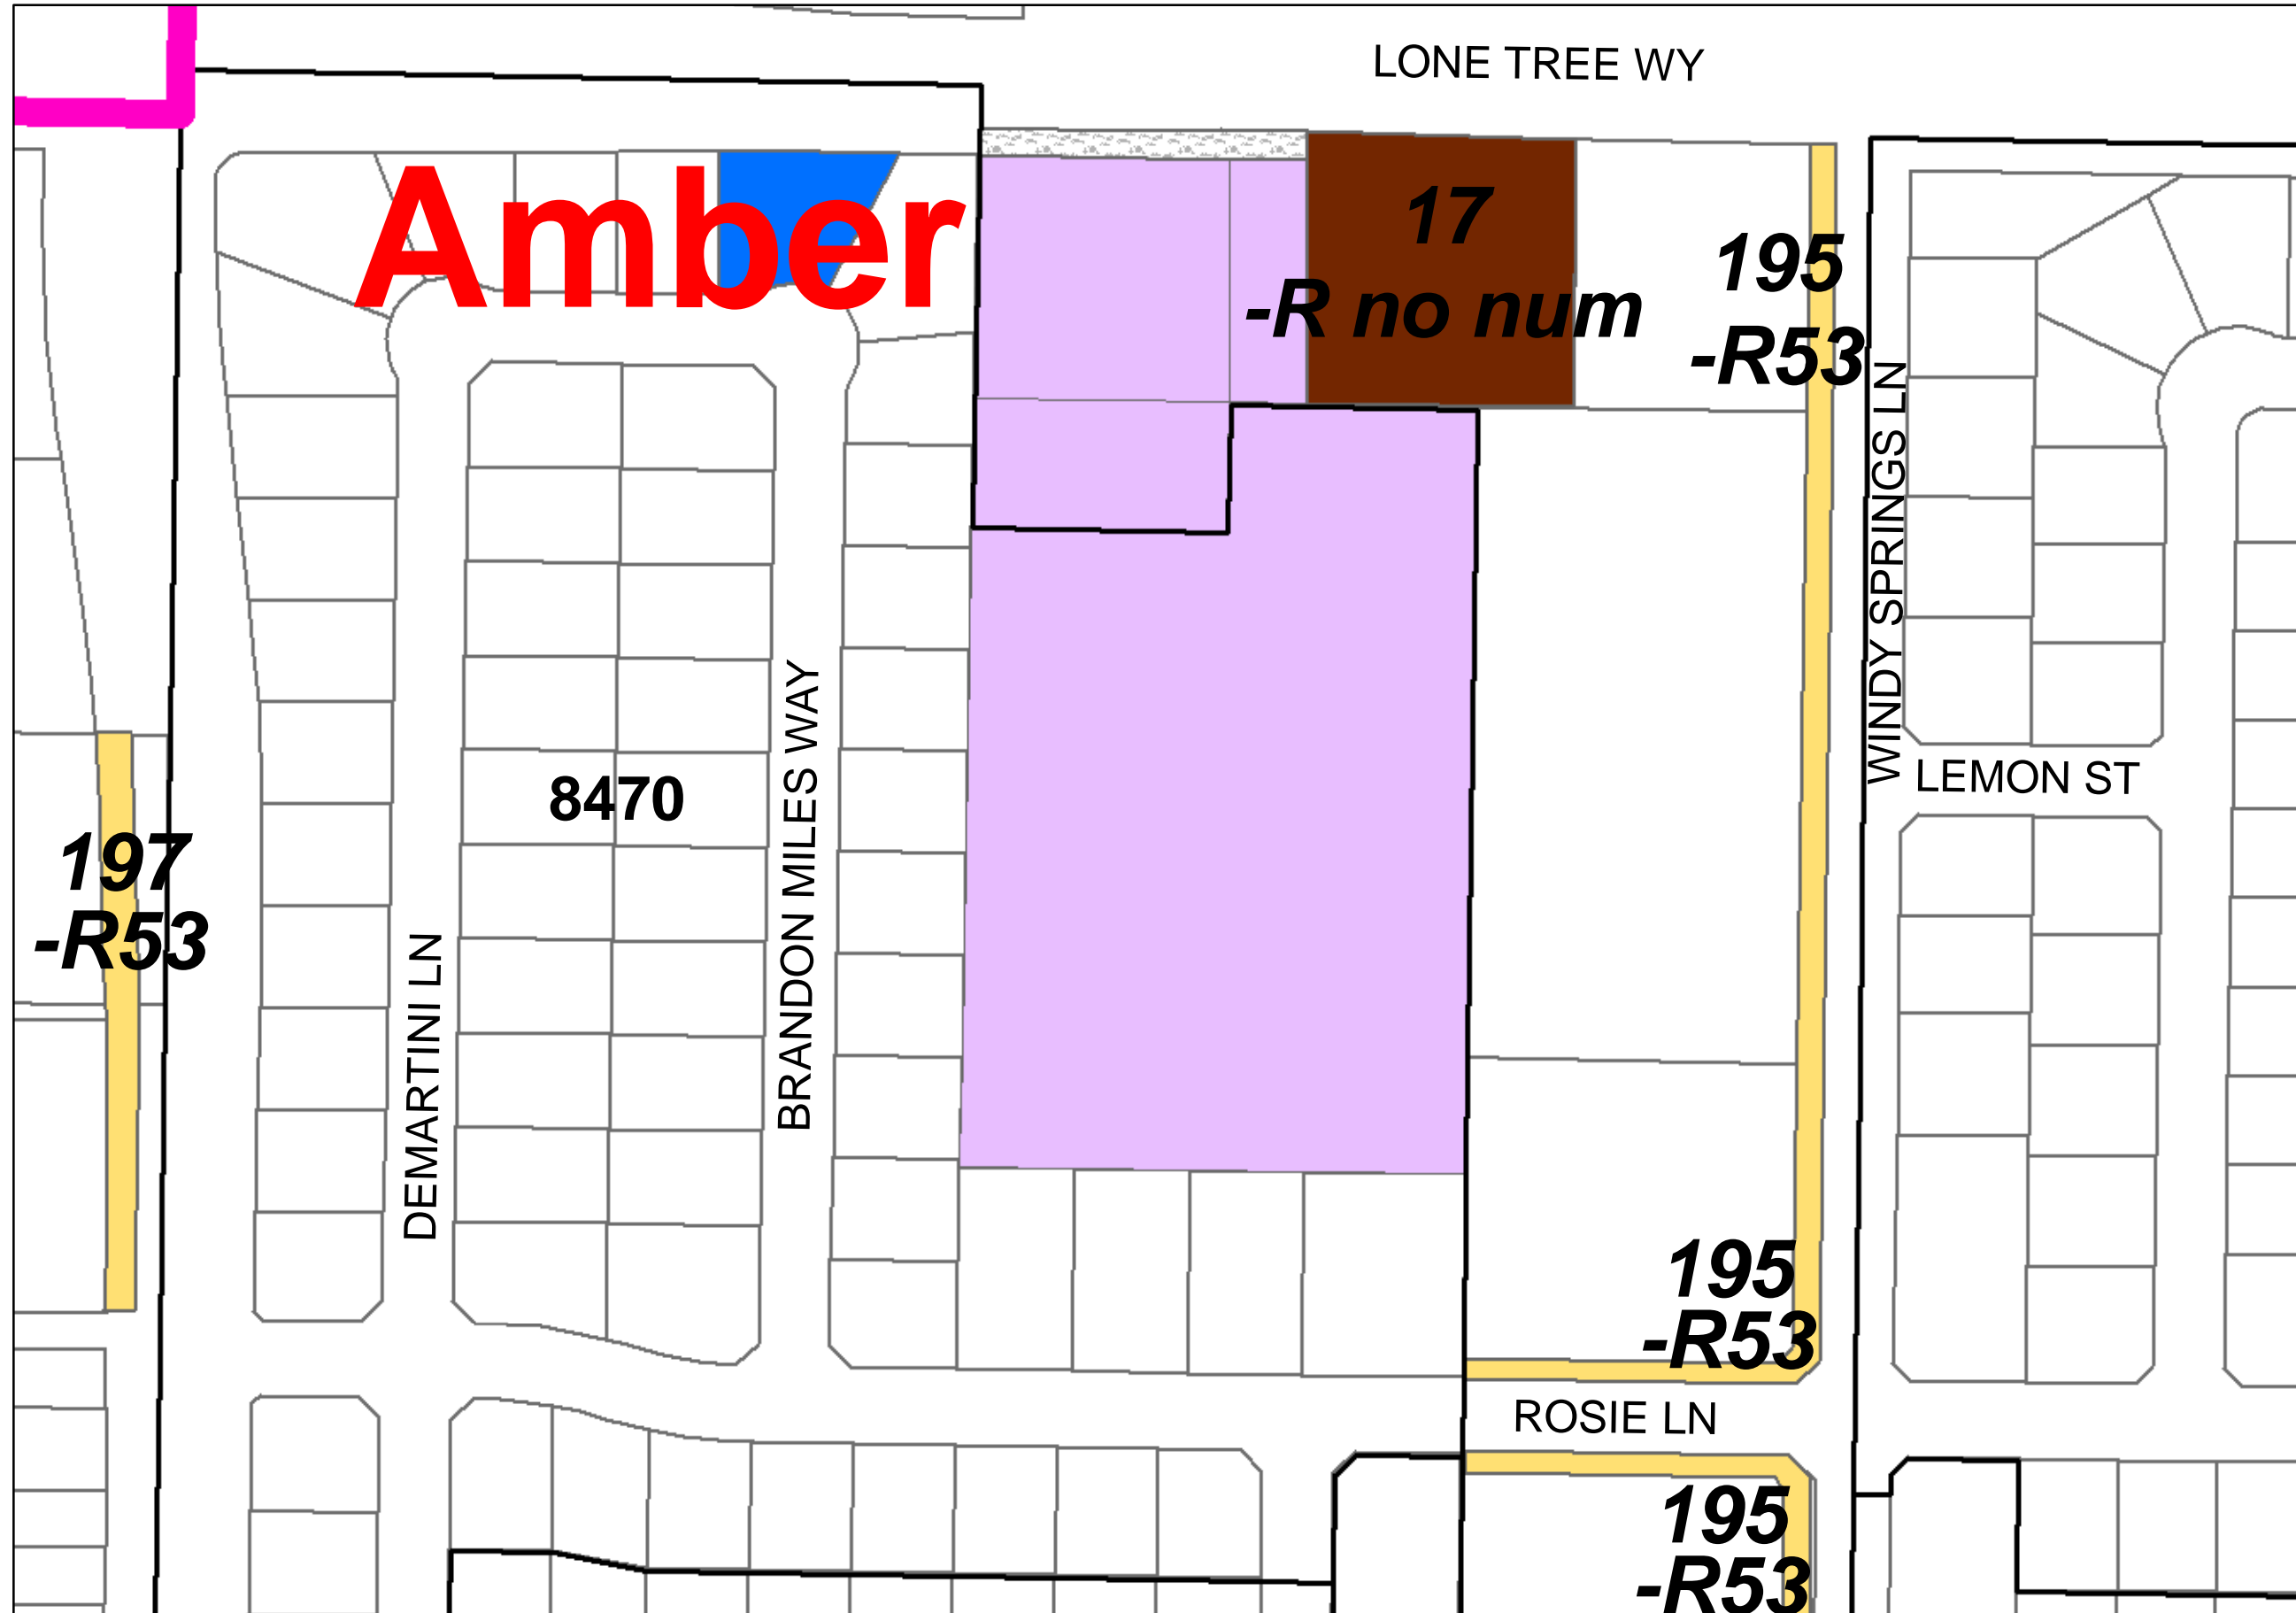 LONE TREE WY
Amber
17
-R no num
195
-R53
WINDY SPRINGS LN
LEMON ST
8470
BRANDON MILES WAY
197
-R53
DEMARTINI LN
195
-R53
ROSIE LN
195
-R53